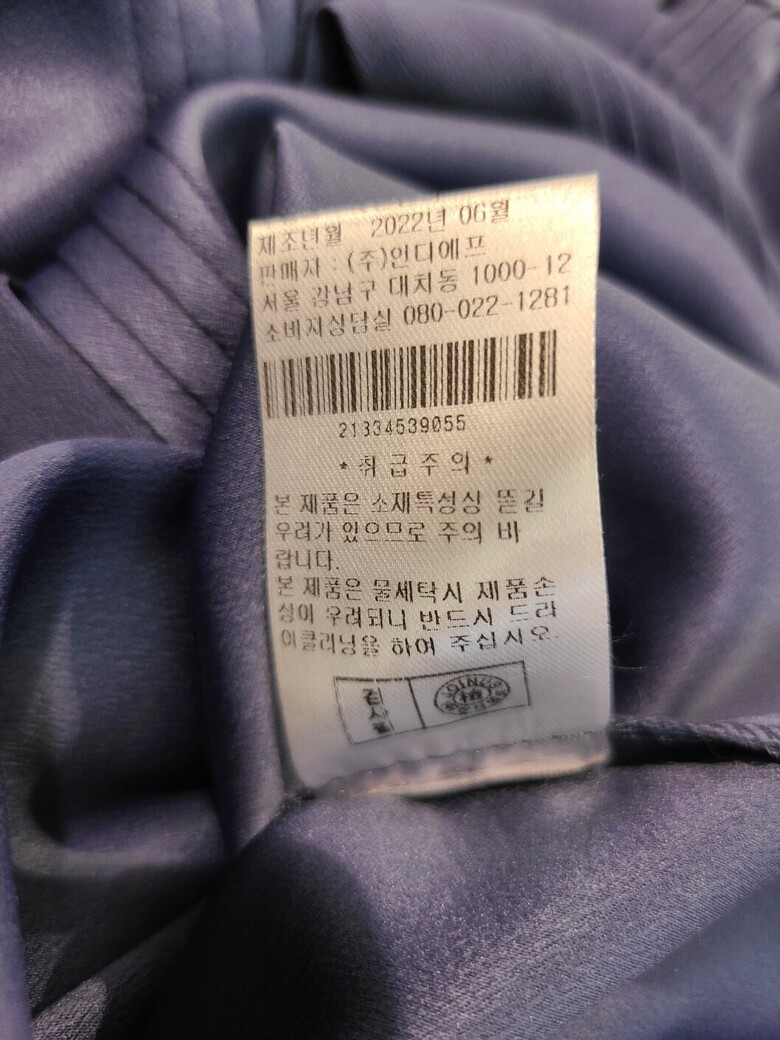 제조년월 2022년 06월
판매자 : (주)인디에프
서울 강남구 대치동 1000-12
소비자상담실 080-022-1281
21334539055
*취급주의*
본 제품은 소재특성상 뜯길
우려가 있으므로 주의 바
랍니다.
본 제품은 물세탁시 제품손
상이 우려되니 반드시 드라
이클리닝을 하여 주십시오.
검사필
JOINUS